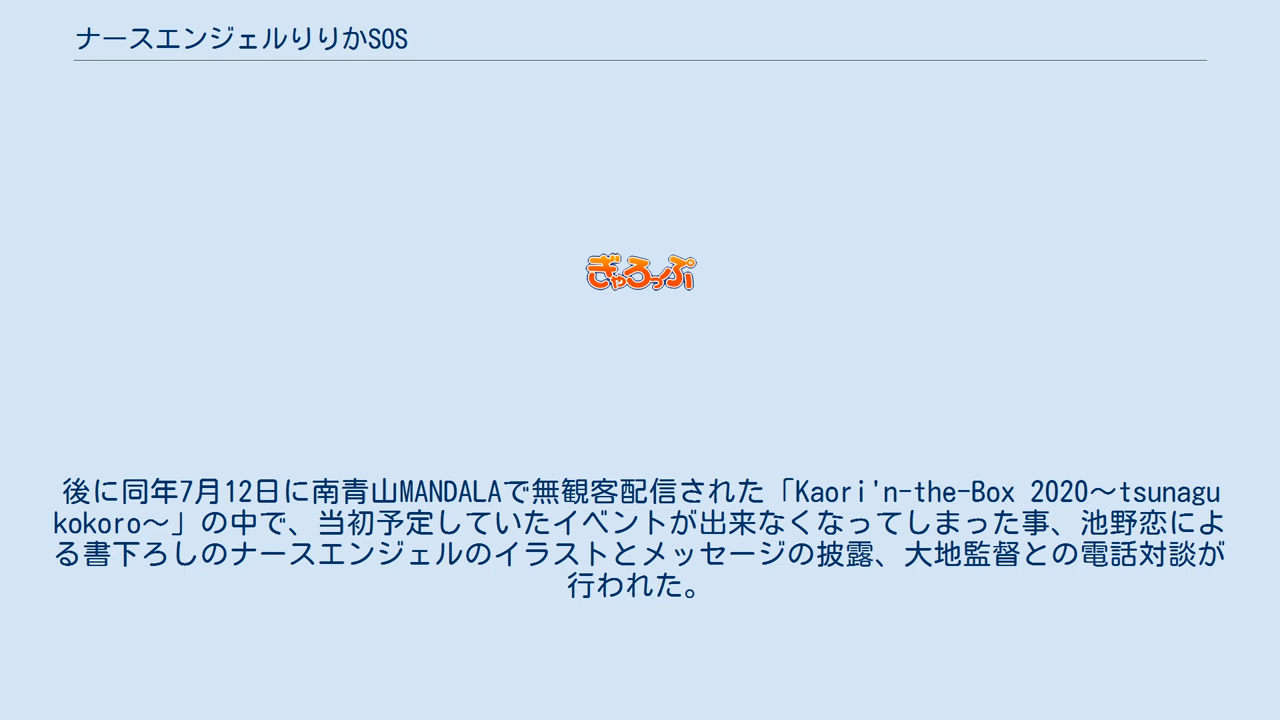 ナースエンジェルりりかSOS
ぎゃろっぷ
後に同年7月12日に南青山MANDALAで無観客配信された「Kaori'n-the-Box 2020〜tsunagu
kokoro〜」の中で、当初予定していたイベントが出来なくなってしまった事、池野恋によ
る書下ろしのナースエンジェルのイラストとメッセージの披露、大地監督との電話対談が
行われた。